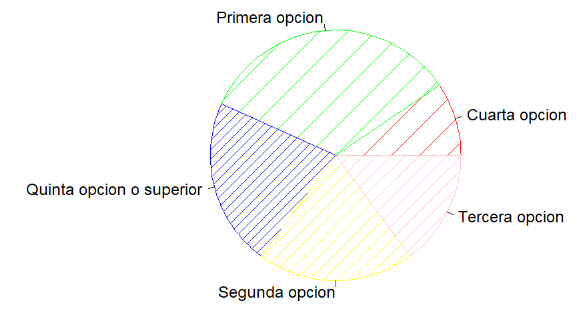 Primera opcion
Cuarta opcion
Quinta opcion o superior
Tercera opcion
Segunda opcion